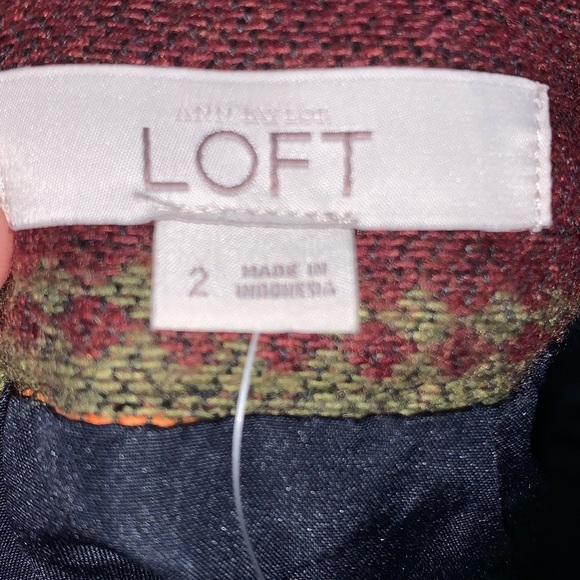 ANN TAYLOR
LOFT
2
MADE IN
INDONESIA